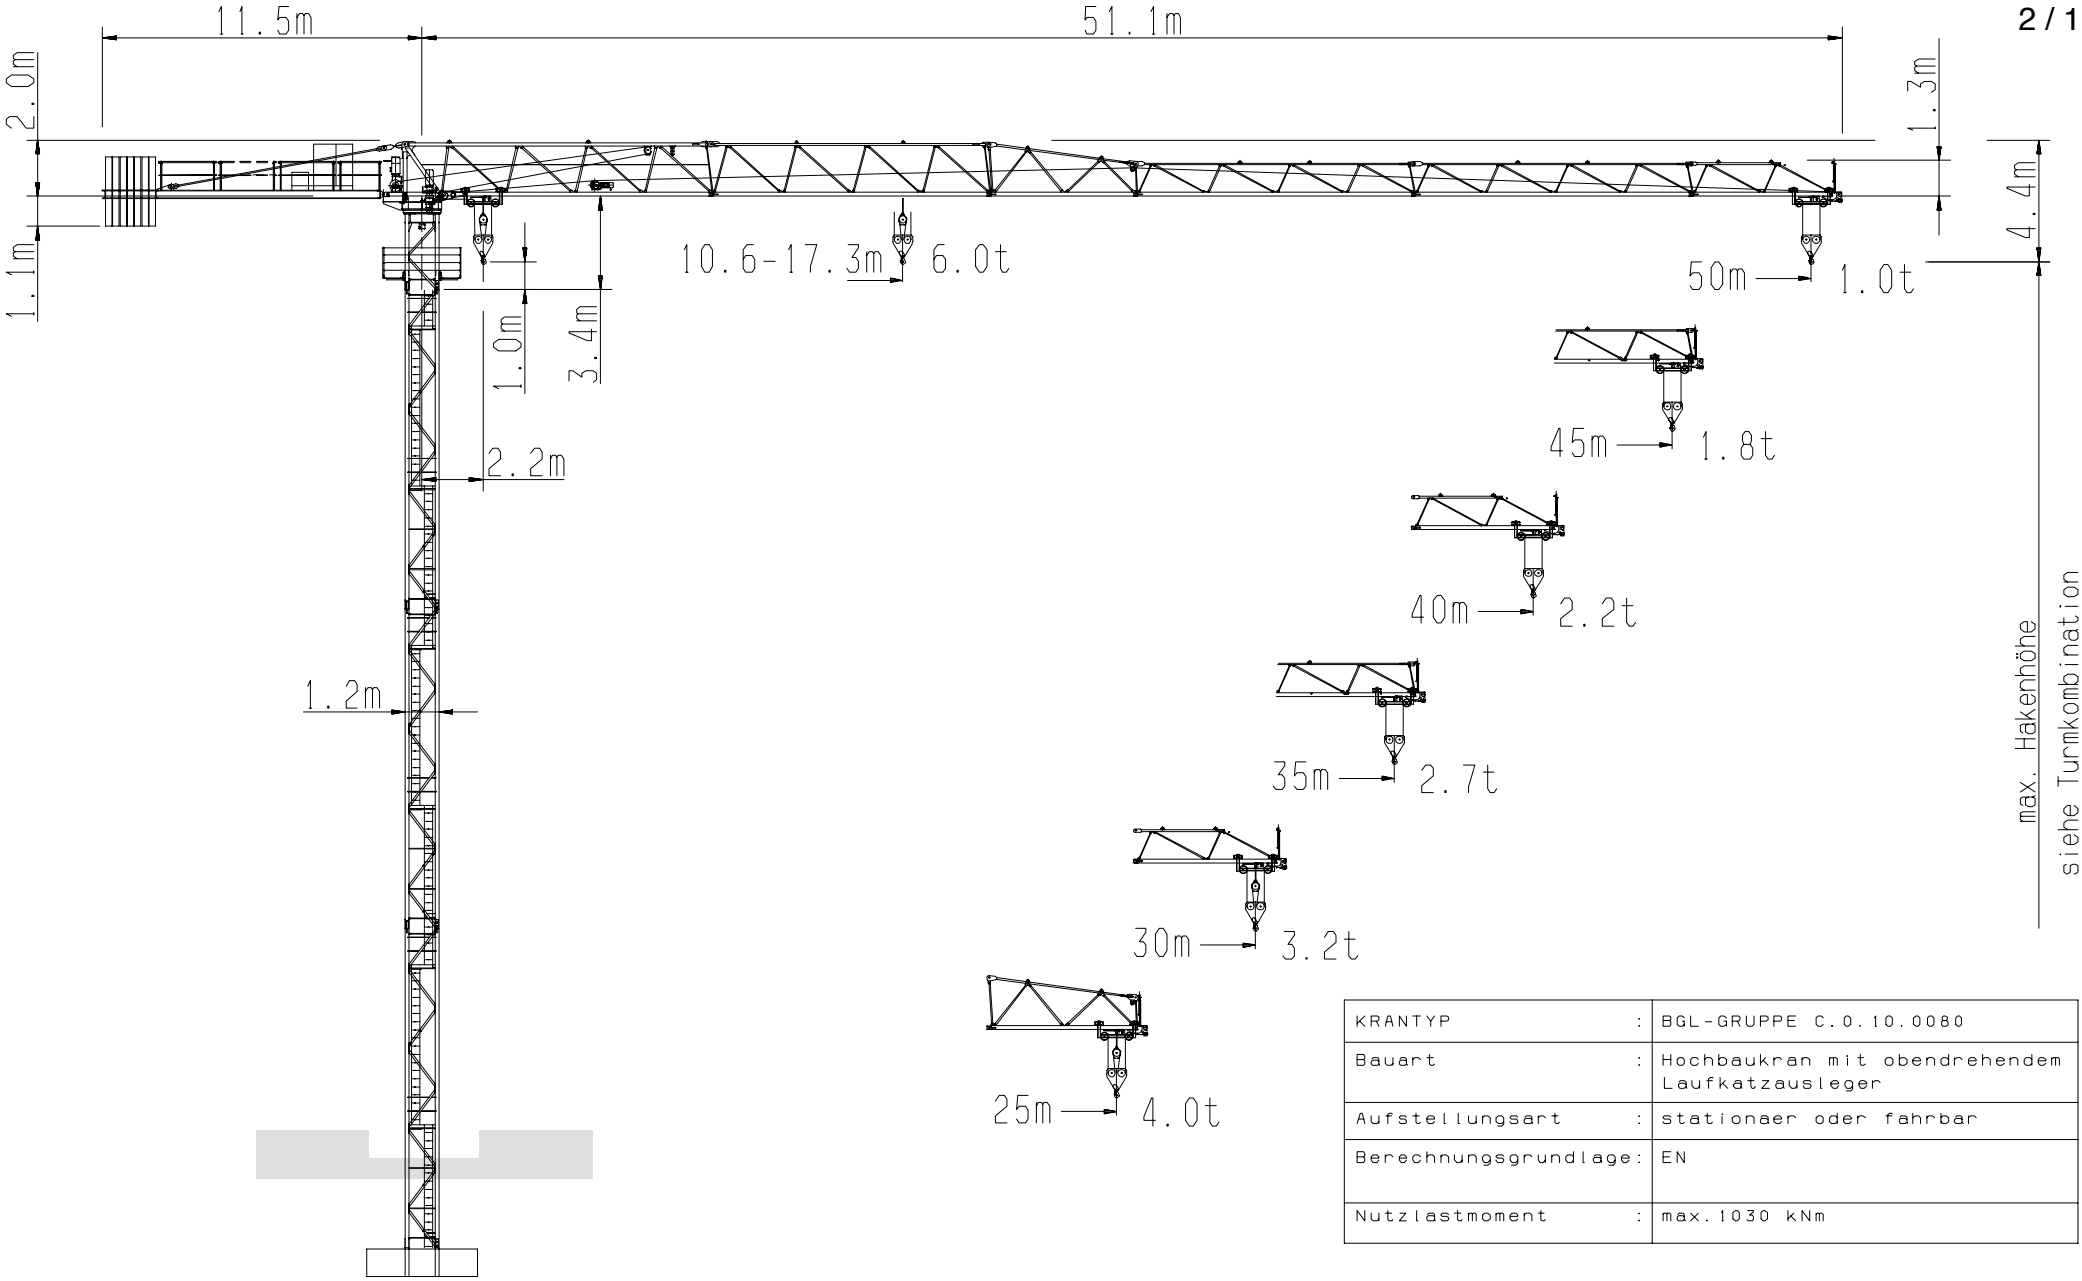 11.5m
51.1m
2 / 1
2.0m
1.3m
4.4m
1.1m
10.6-17.3m 6.0t
50m 1.0t
1.0m
3.4m
45m 1.8t
2.2m
40m 2.2t
max. Hakenhöhe
siehe Turmkombination
1.2m
35m 2.7t
30m 3.2t
25m 4.0t
KRANTYP : BGL-GRUPPE C.0.10.0080
Bauart : Hochbaukran mit obendrehendem
Laufkatzausleger
Aufstellungsart : stationaer oder fahrbar
Berechnungsgrundlage: EN
Nutzlastmoment : max.1030 kNm